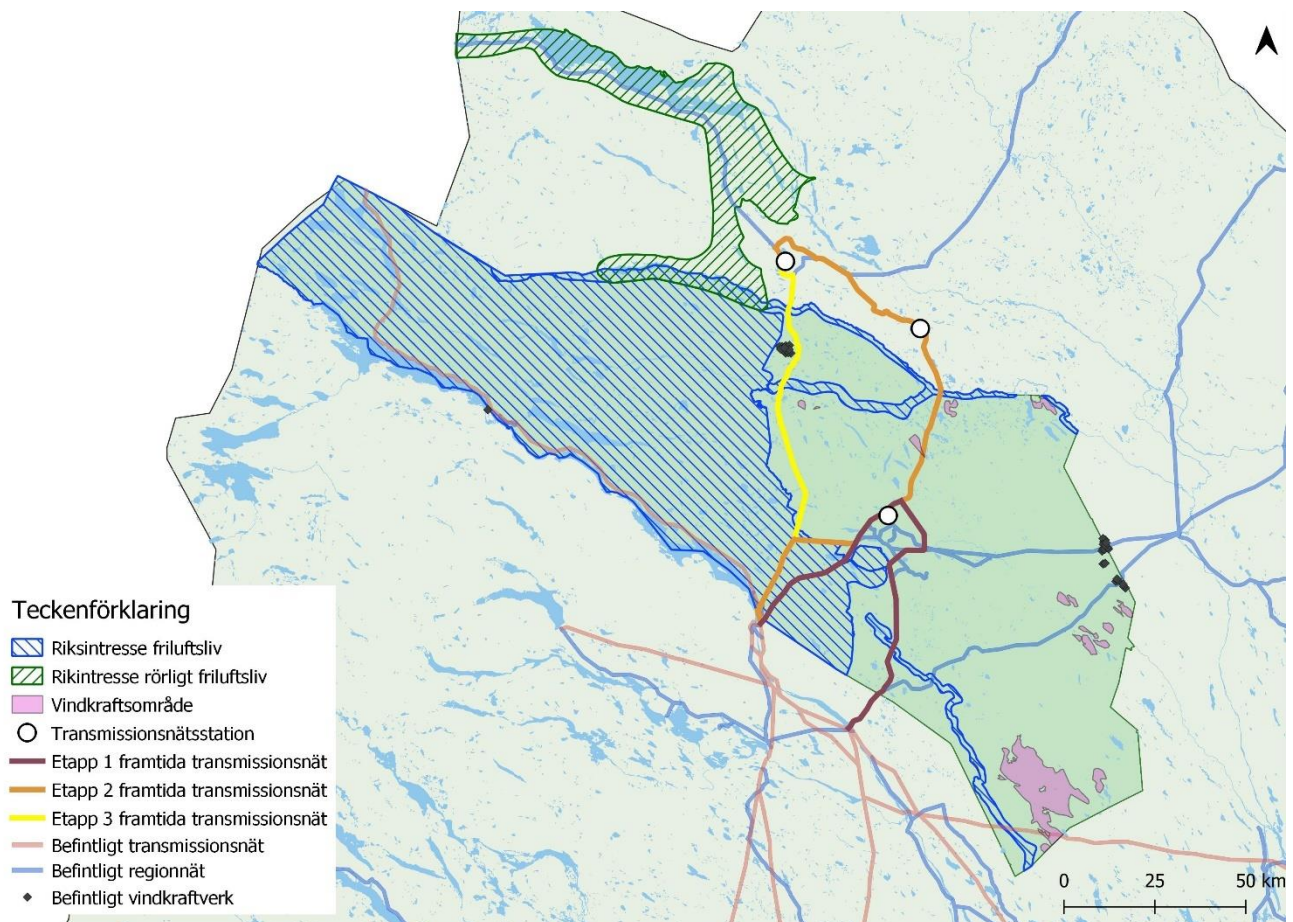 Teckenförklaring
Riksintresse friluftsliv
Rikintresse rörligt friluftsliv
Vindkraftsområde
Transmissionsnätsstation
Etapp 1 framtida transmissionsnät
Etapp 2 framtida transmissionsnät
Etapp 3 framtida transmissionsnät
Befintligt transmissionsnät
Befintligt regionnät
Befintligt vindkraftverk
0 25 50 km